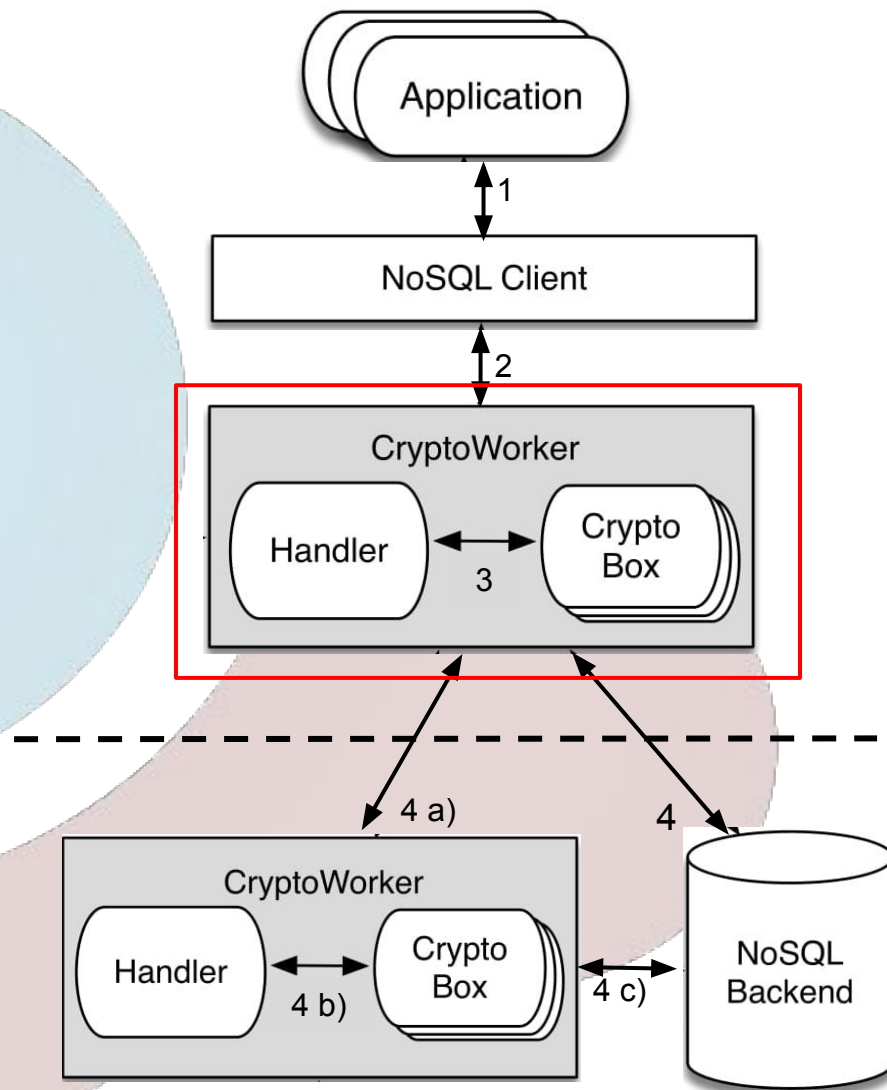 Application
1
NoSQL Client
2
CryptoWorker
Handler
3
Crypto
Box
4 a)
4
CryptoWorker
Handler
4 b)
Crypto
Box
4 c)
NoSQL
Backend